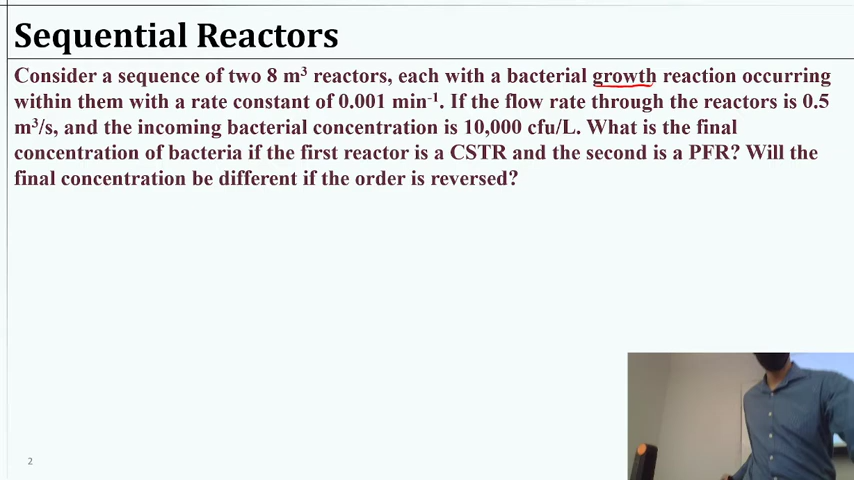 Sequential Reactors
Consider a sequence of two 8 m³ reactors, each with a bacterial growth reaction occurring
within them with a rate constant of 0.001 min⁻¹. If the flow rate through the reactors is 0.5
m³/s, and the incoming bacterial concentration is 10,000 cfu/L. What is the final
concentration of bacteria if the first reactor is a CSTR and the second is a PFR? Will the
final concentration be different if the order is reversed?
2